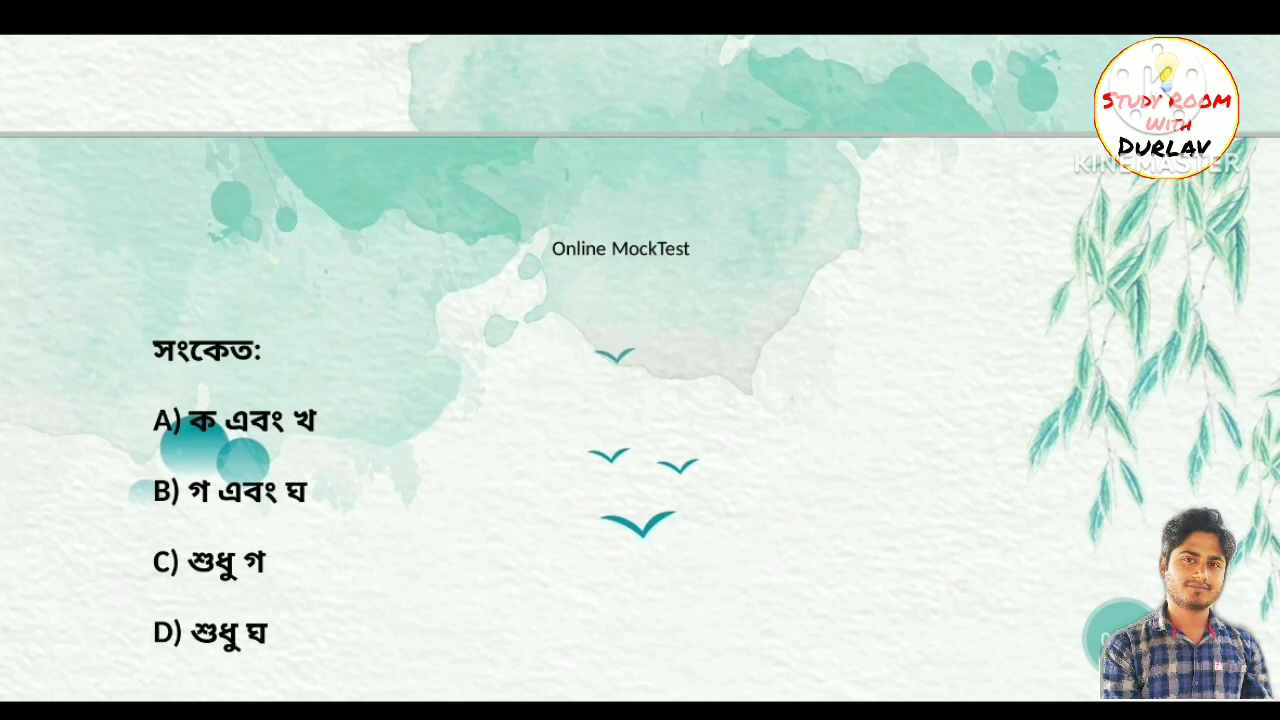 STUDY ROOM
WITH
DURLAV
KINEMASTER
Online MockTest
সংকেত:
A) ক এবং খ
B) গ এবং ঘ
C) শুধু গ
D) শুধু ঘ